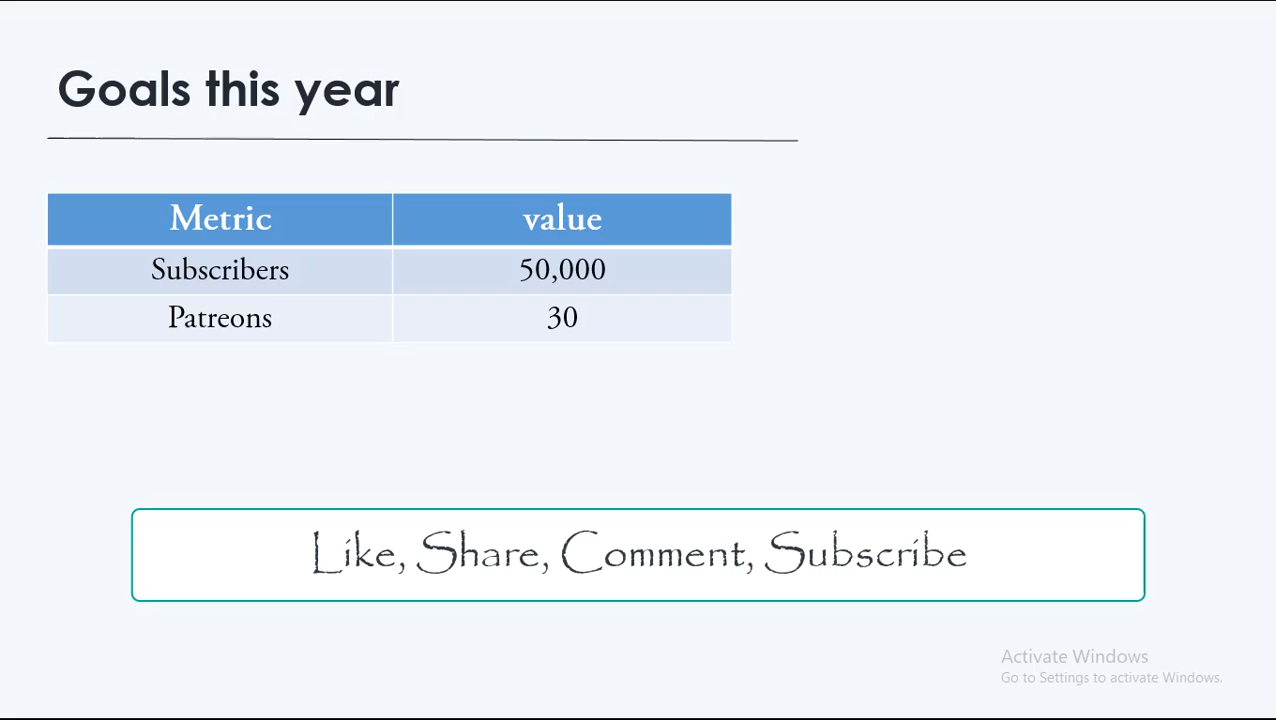 Goals this year
Metric value
Subscribers 50,000
Patreons 30
Like, Share, Comment, Subscribe
Activate Windows
Go to Settings to activate Windows.